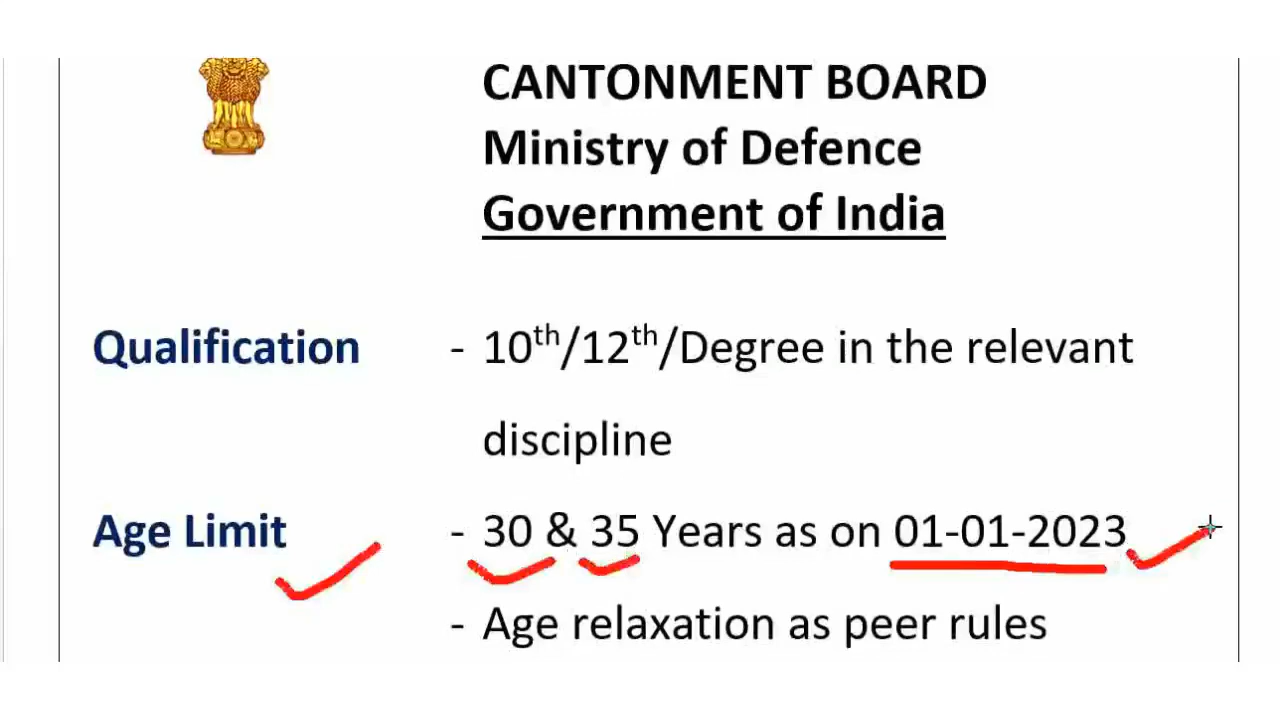 CANTONMENT BOARD
Ministry of Defence
Government of India
Qualification - 10th/12th/Degree in the relevant
discipline
Age Limit - 30 & 35 Years as on 01-01-2023
- Age relaxation as peer rules